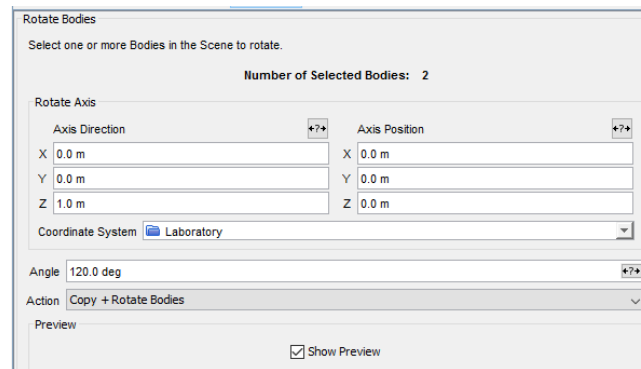 Rotate Bodies
Select one or more Bodies in the Scene to rotate.
Number of Selected Bodies: 2
Rotate Axis
Axis Direction
X 0.0 m
Y 0.0 m
Z 1.0 m
Axis Position
X 0.0 m
Y 0.0 m
Z 0.0 m
Coordinate System Laboratory
Angle 120.0 deg
Action Copy + Rotate Bodies
Preview
Show Preview